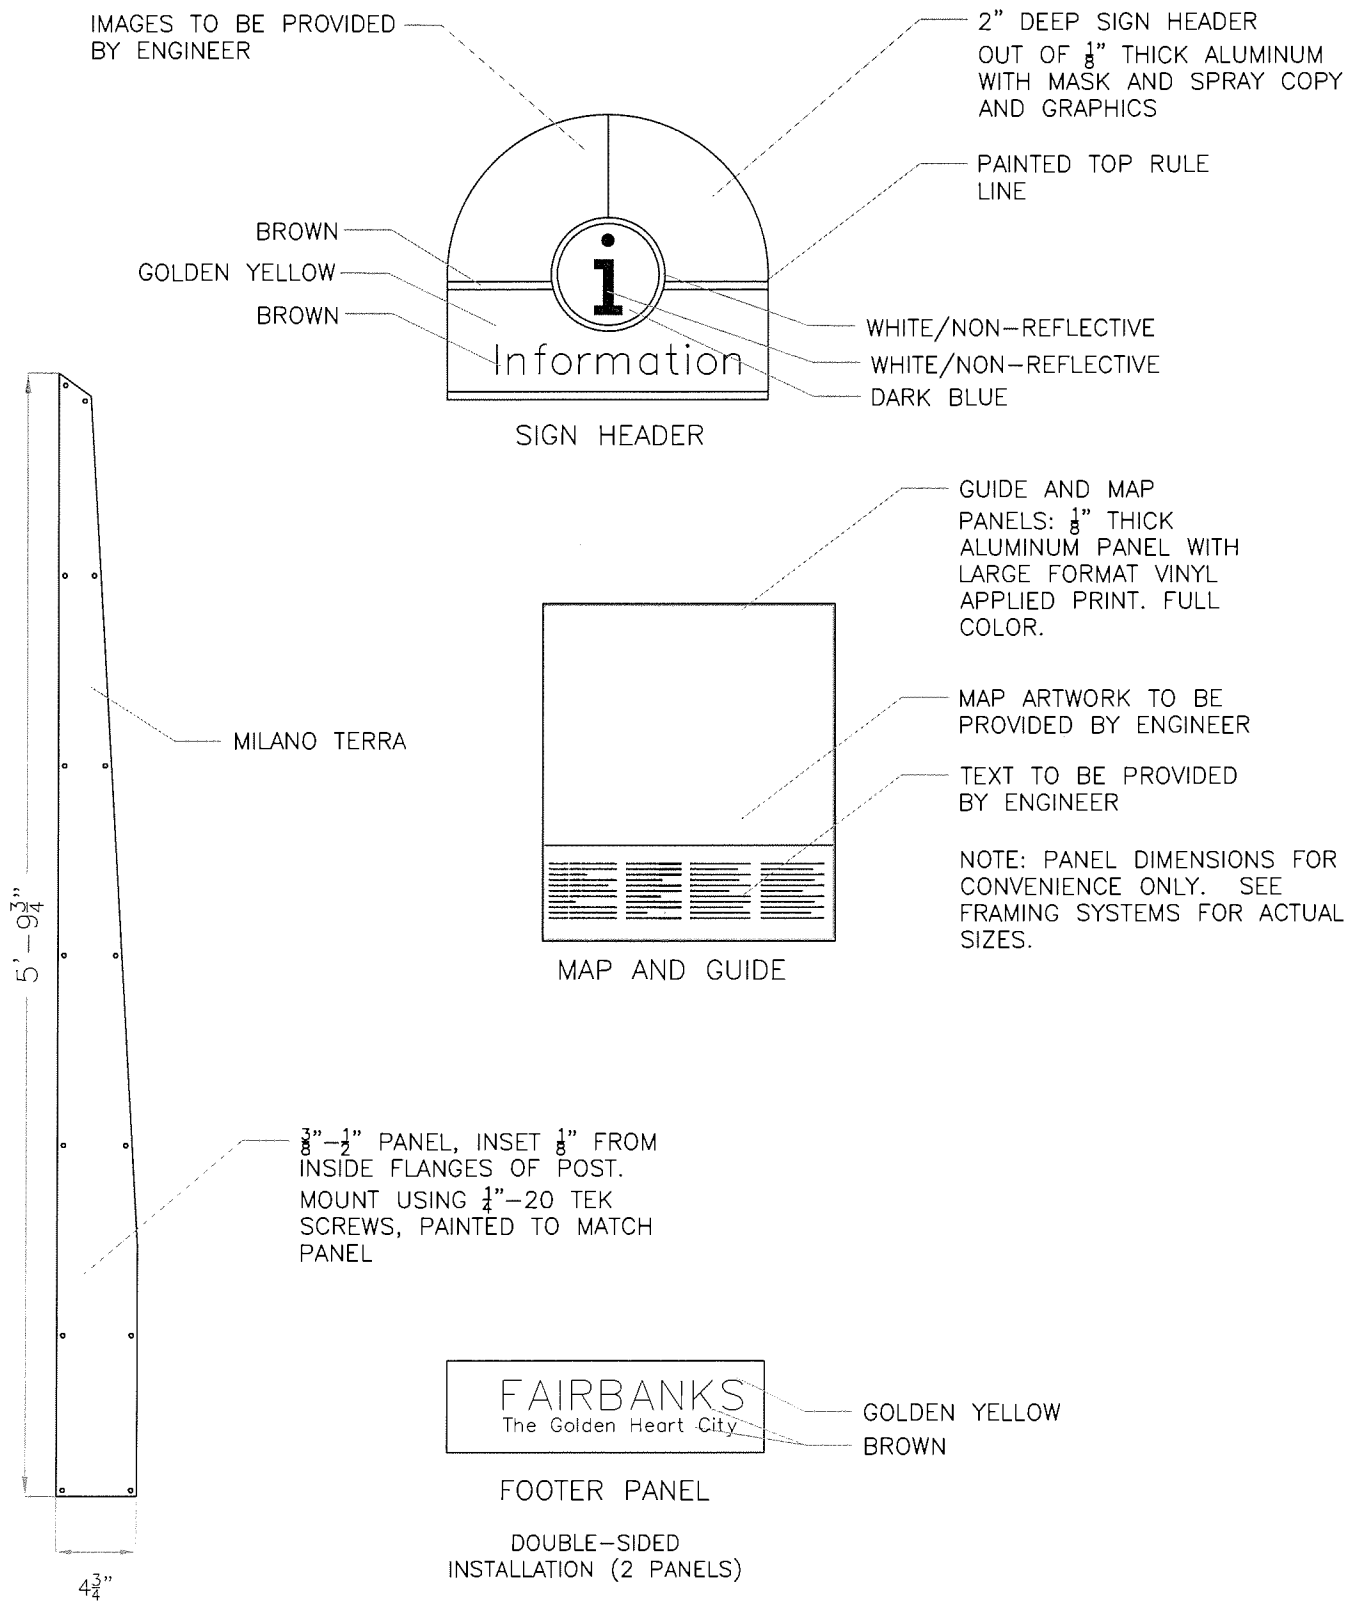 IMAGES TO BE PROVIDED
BY ENGINEER
2" DEEP SIGN HEADER
OUT OF 1/8" THICK ALUMINUM
WITH MASK AND SPRAY COPY
AND GRAPHICS
PAINTED TOP RULE
LINE
BROWN
GOLDEN YELLOW
BROWN
i
Information
WHITE/NON-REFLECTIVE
WHITE/NON-REFLECTIVE
DARK BLUE
SIGN HEADER
GUIDE AND MAP
PANELS: 1/8" THICK
ALUMINUM PANEL WITH
LARGE FORMAT VINYL
APPLIED PRINT. FULL
COLOR.
MAP ARTWORK TO BE
PROVIDED BY ENGINEER
TEXT TO BE PROVIDED
BY ENGINEER
NOTE: PANEL DIMENSIONS FOR
CONVENIENCE ONLY. SEE
FRAMING SYSTEMS FOR ACTUAL
SIZES.
MAP AND GUIDE
MILANO TERRA
5' - 9 3/4"
3/8"-1/2" PANEL, INSET 1/8" FROM
INSIDE FLANGES OF POST.
MOUNT USING 1/4"-20 TEK
SCREWS, PAINTED TO MATCH
PANEL
4 3/4"
FAIRBANKS
The Golden Heart City
GOLDEN YELLOW
BROWN
FOOTER PANEL
DOUBLE-SIDED
INSTALLATION (2 PANELS)